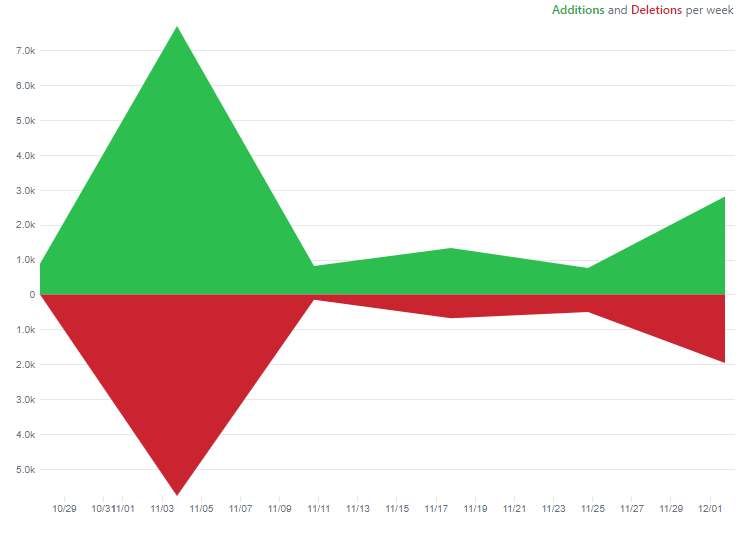 Additions and Deletions per week
7.0k
6.0k
5.0k
4.0k
3.0k
2.0k
1.0k
0
1.0k
2.0k
3.0k
4.0k
5.0k
10/29 10/31 11/01 11/03 11/05 11/07 11/09 11/11 11/13 11/15 11/17 11/19 11/21 11/23 11/25 11/27 11/29 12/01